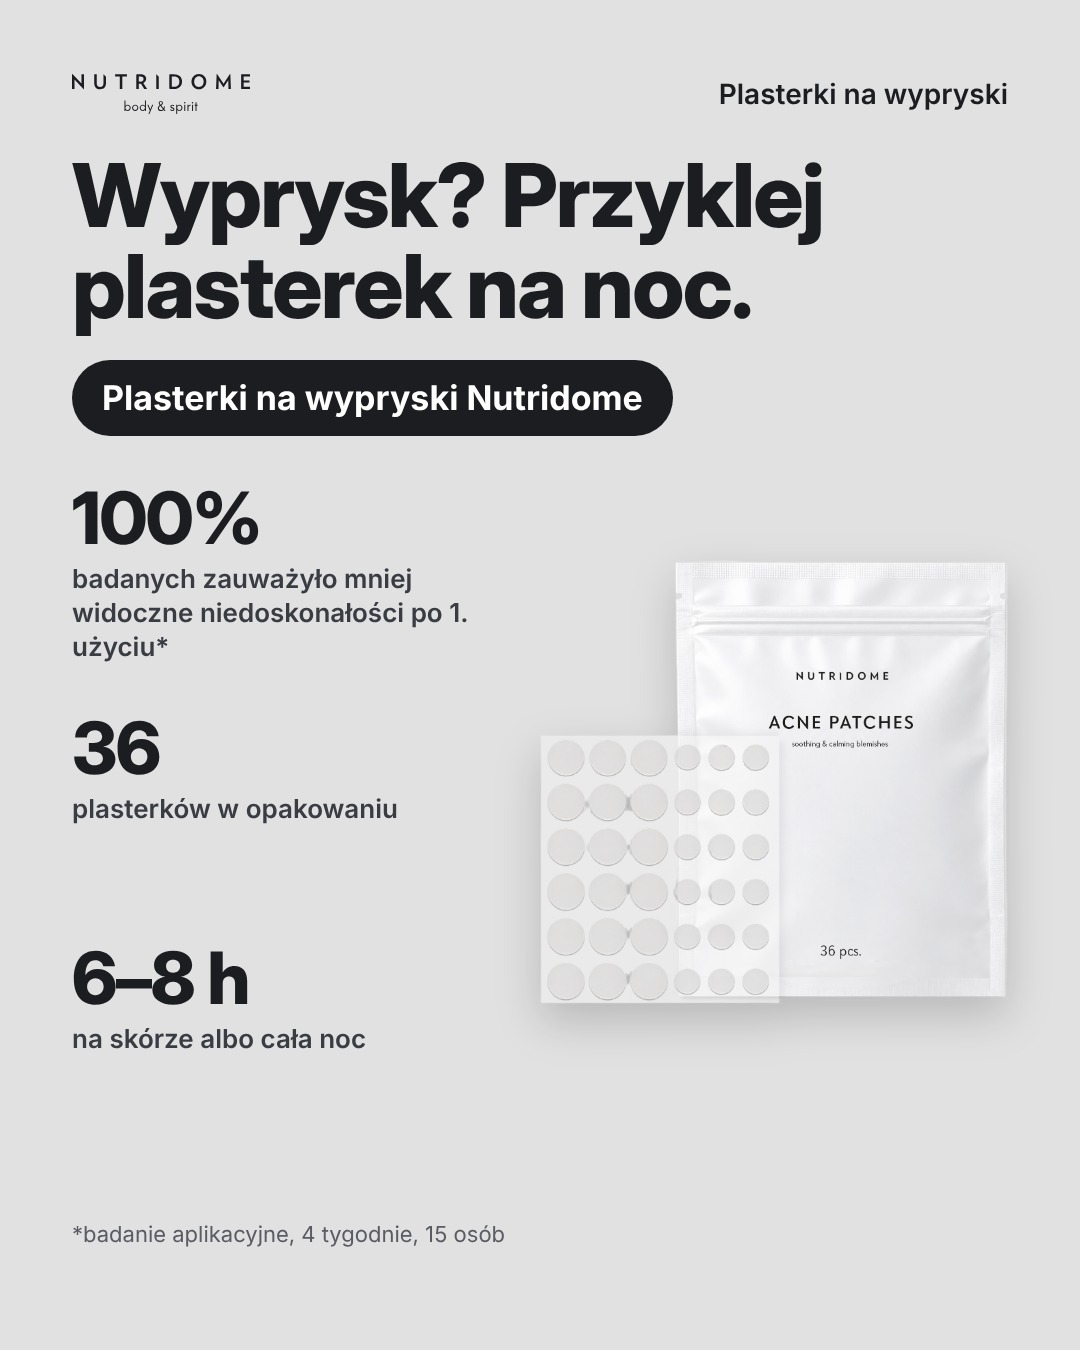 NUTRIDOME
body & spirit
Plasterki na wypryski
Wyprysk? Przyklej
plasterek na noc.
Plasterki na wypryski Nutridome
100%
badanych zauważyło mniej
widoczne niedoskonałości po 1.
użyciu*
36
plasterków w opakowaniu
6–8 h
na skórze albo cała noc
NUTRIDOME
ACNE PATCHES
soothing & calming blemishes
36 pcs.
*badanie aplikacyjne, 4 tygodnie, 15 osób